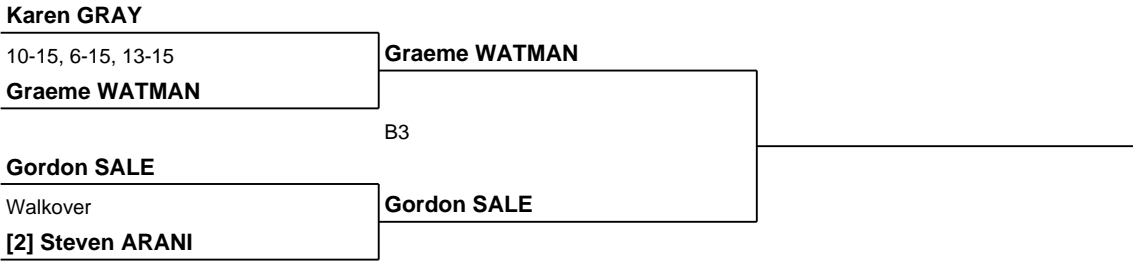 Karen GRAY
10-15, 6-15, 13-15
Graeme WATMAN
Graeme WATMAN
B3
Gordon SALE
Walkover
Gordon SALE
[2] Steven ARANI